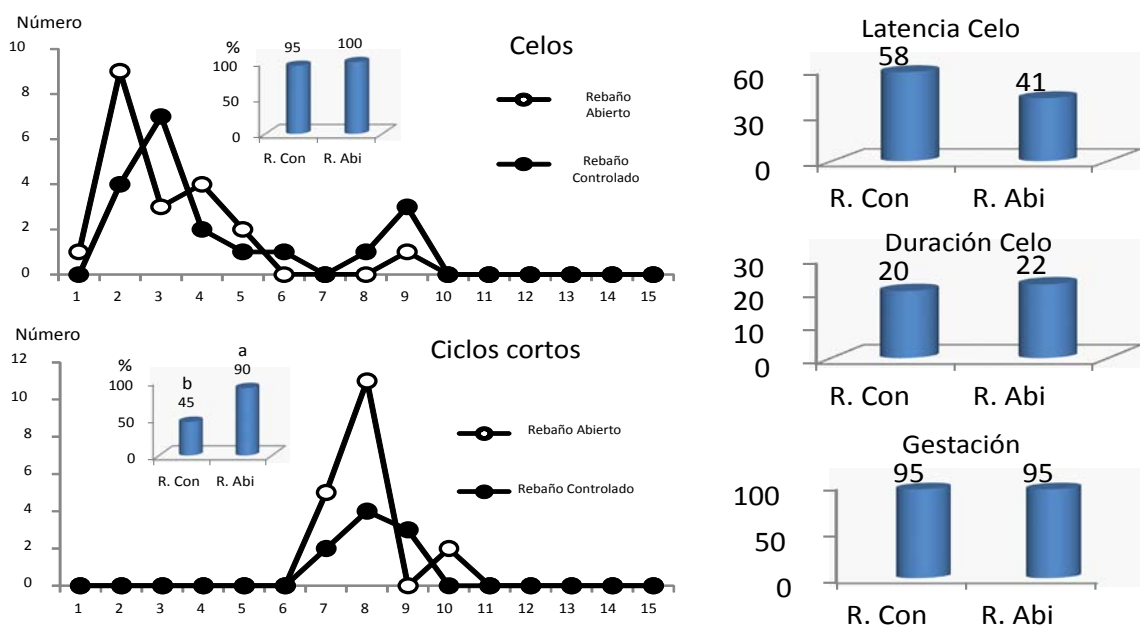 Número
Celos
10
8
6
4
2
0
1 2 3 4 5 6 7 8 9 10 11 12 13 14 15
%
100
50
0
95 100
R. Con R. Abi
Rebaño
Abierto
Rebaño
Controlado
Número
Ciclos cortos
12
10
8
6
4
2
0
1 2 3 4 5 6 7 8 9 10 11 12 13 14 15
%
100
50
0
b
45
a
90
R. Con R. Abi
Rebaño Abierto
Rebaño Controlado
Latencia Celo
60
30
0
58
41
R. Con R. Abi
Duración Celo
30
20
10
0
20 22
R. Con R. Abi
Gestación
100
50
0
95 95
R. Con R. Abi